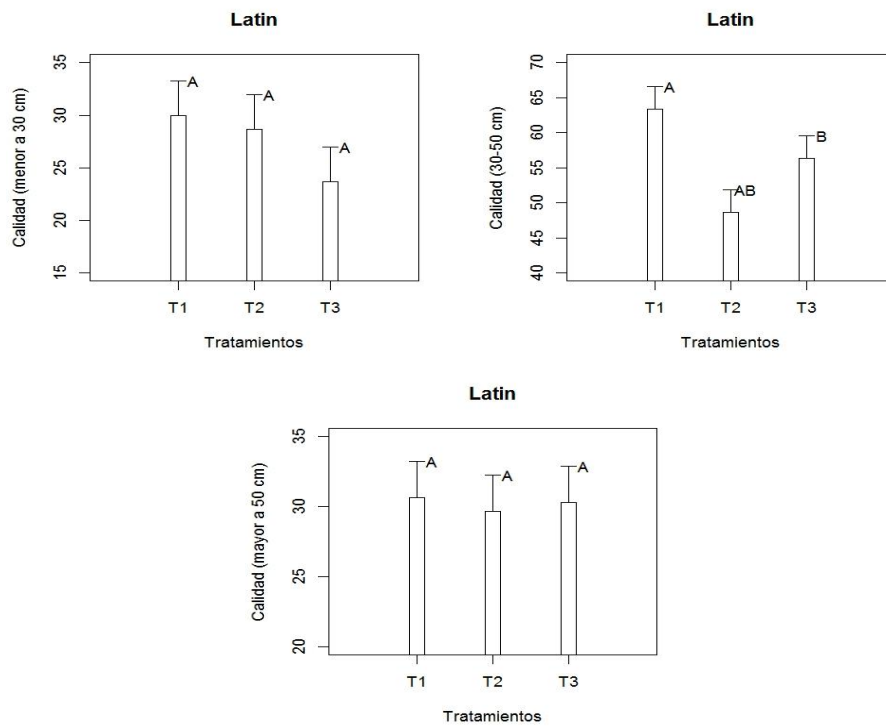 Latin
Calidad (menor a 30 cm)
35
30
25
20
15
A
A
A
T1
T2
T3
Tratamientos
Latin
Calidad (30-50 cm)
70
65
60
55
50
45
40
A
AB
B
T1
T2
T3
Tratamientos
Latin
Calidad (mayor a 50 cm)
35
30
25
20
A
A
A
T1
T2
T3
Tratamientos